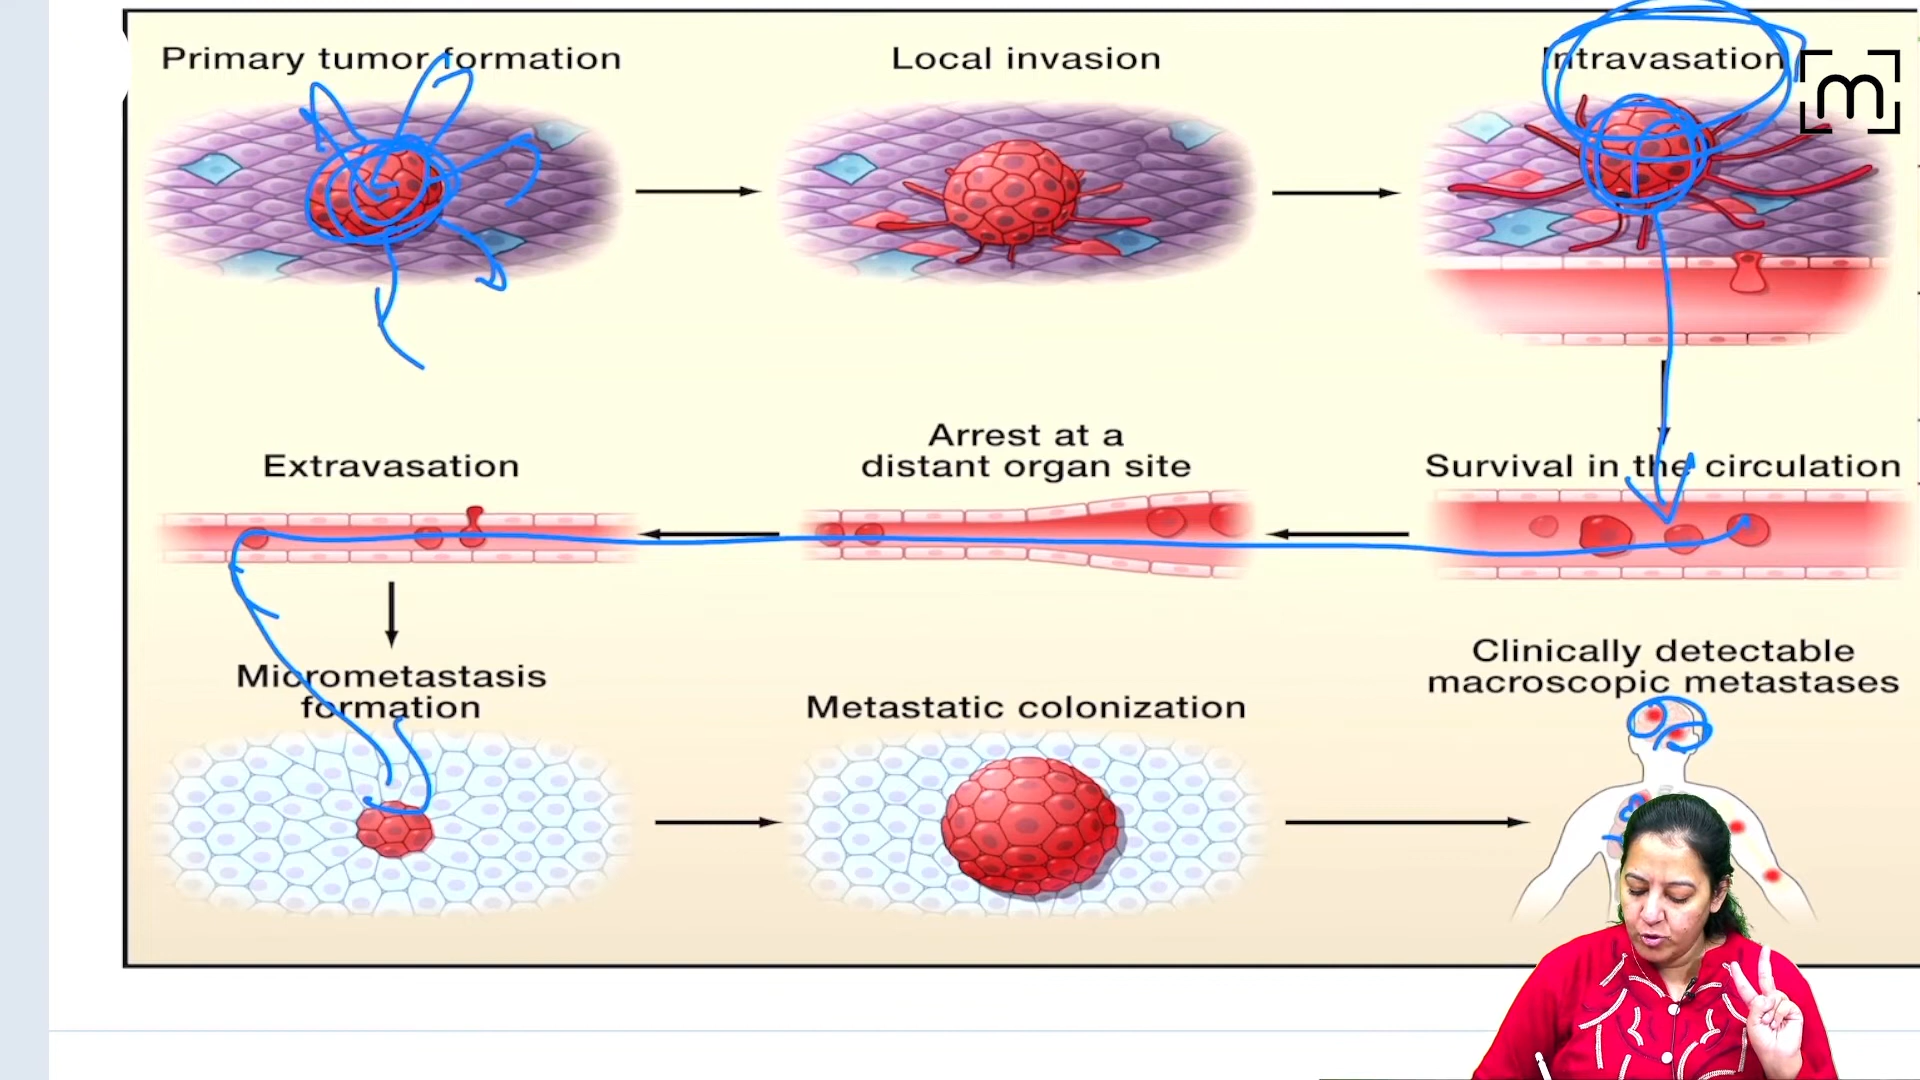 Primary tumor formation
Local invasion
Intravasation
m
Extravasation
Arrest at a
distant organ site
Survival in the circulation
Micrometastasis
formation
Metastatic colonization
Clinically detectable
macroscopic metastases